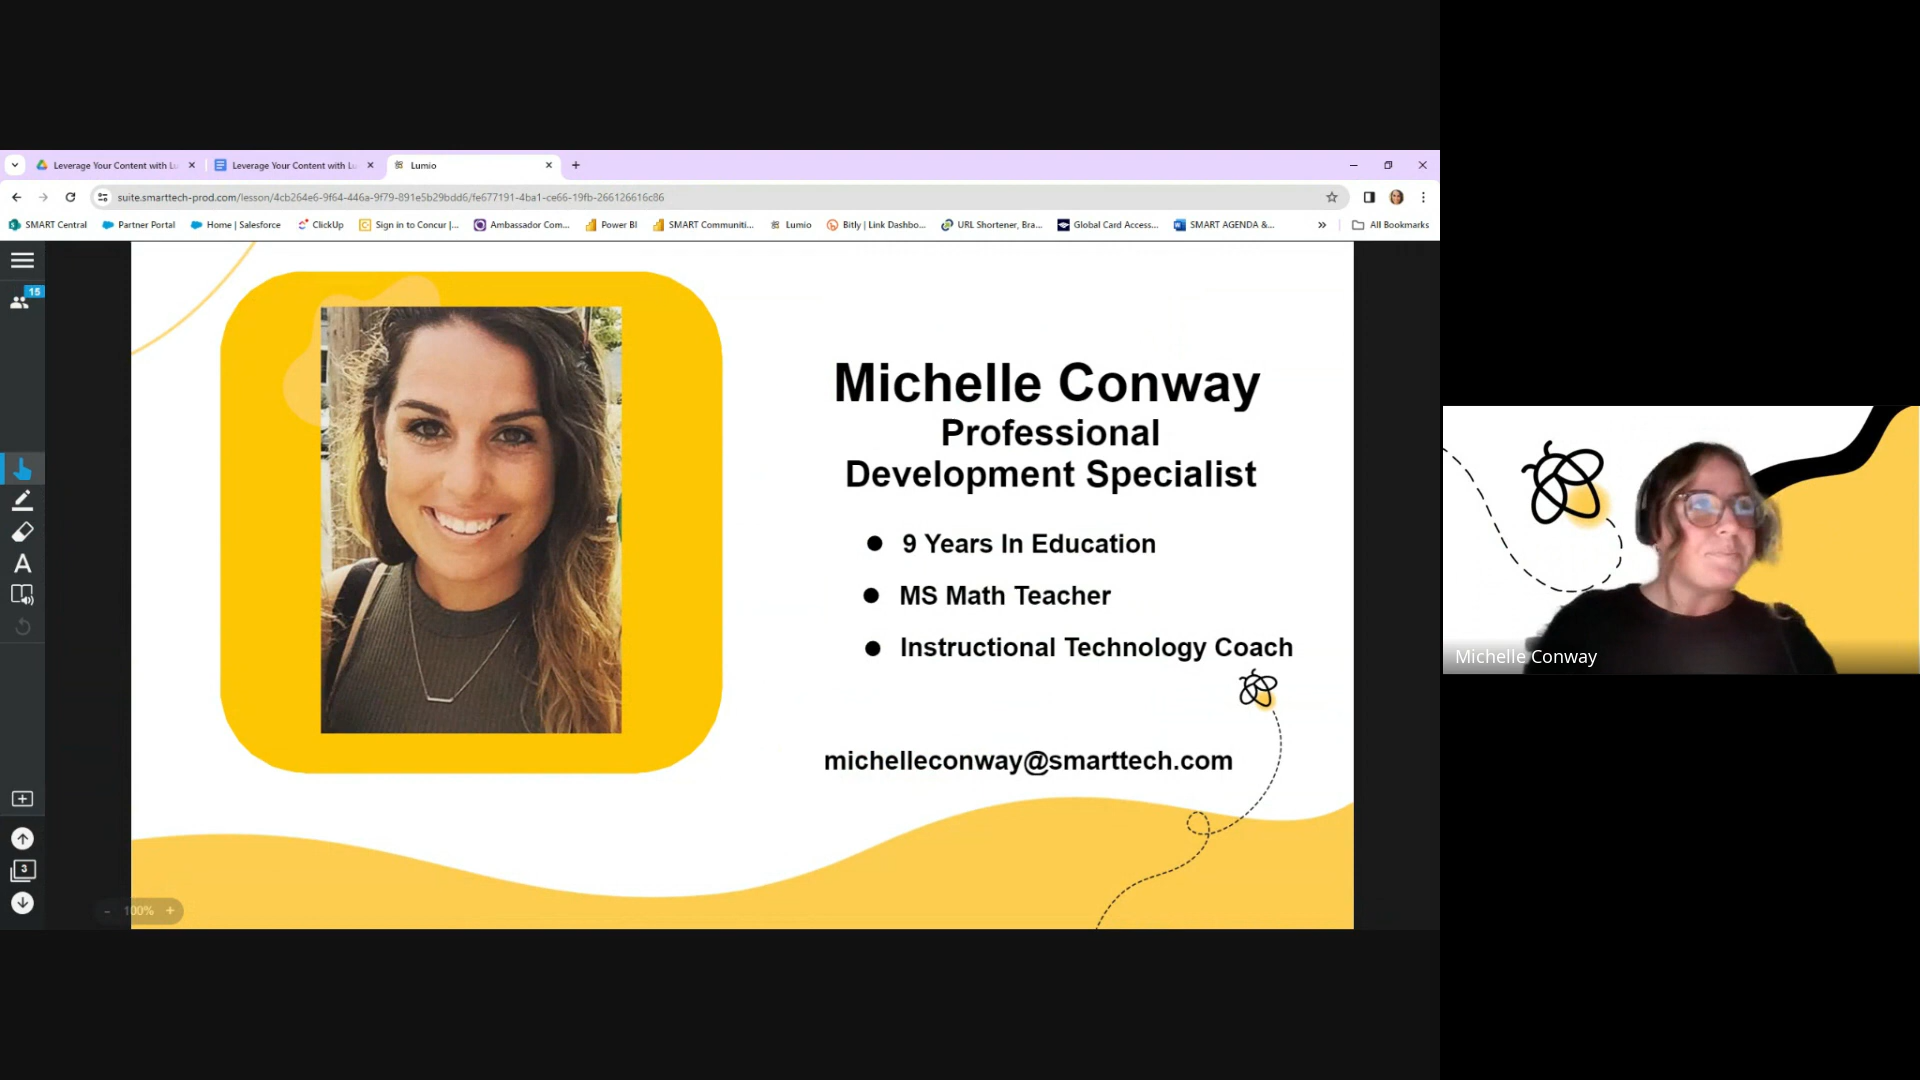 Leverage Your Content with Lu
Leverage Your Content with Lu
Lumio
suite.smarttech-prod.com/lesson/4cb264e6-9f64-446a-9f79-891e5b29bdd6/fe677191-4ba1-ce66-19fb-266126616c86
SMART Central
Partner Portal
Home | Salesforce
ClickUp
Sign in to Concur |...
Ambassador Com...
Power BI
SMART Communiti...
Lumio
Bitly | Link Dashbo...
URL Shortener, Bra...
Global Card Access...
SMART AGENDA &...
»
All Bookmarks
15
Michelle Conway
Professional
Development Specialist
● 9 Years In Education
● MS Math Teacher
● Instructional Technology Coach
michelleconway@smarttech.com
A
3
- 100% +
Michelle Conway